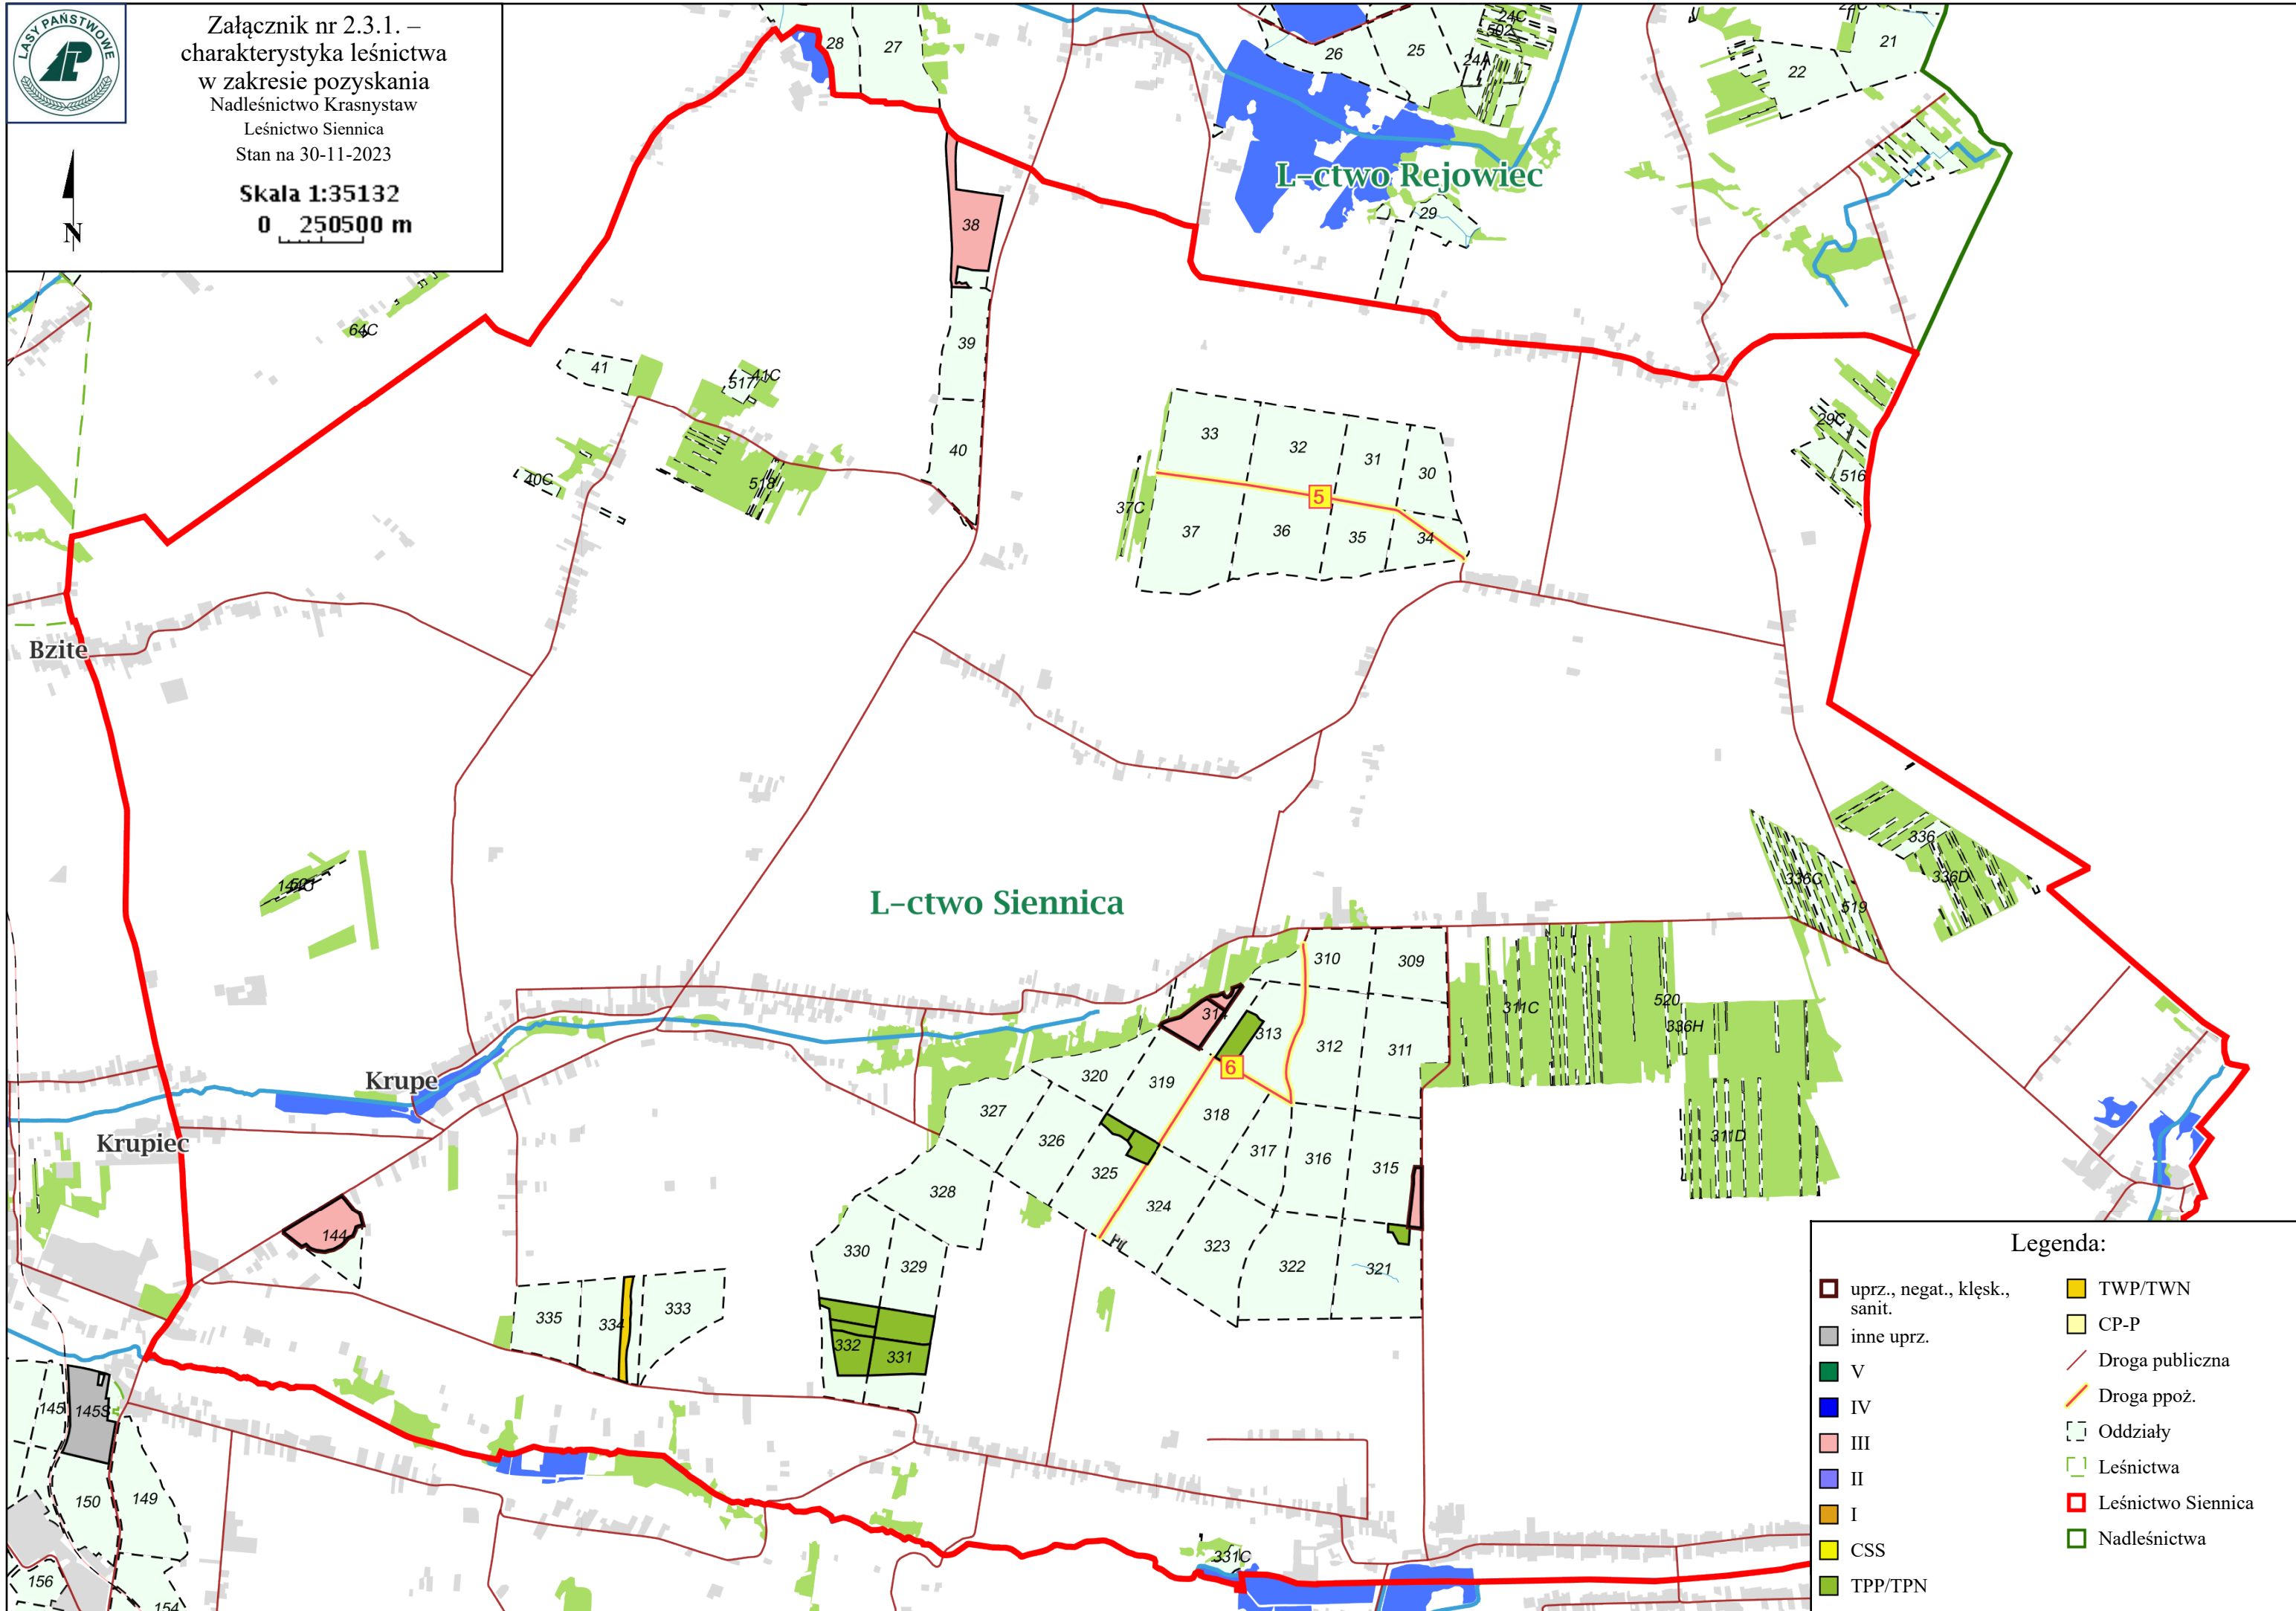 LASY PAŃSTWOWE
Załącznik nr 2.3.1. –
charakterystyka leśnictwa
w zakresie pozyskania
Nadleśnictwo Krasnystaw
Leśnictwo Siennica
Stan na 30-11-2023
Skala 1:35132
0 250500 m
N
28
27
26
25
24C
502
24A
22C
21
22
L-ctwo Rejowiec
29
38
64C
39
41
517
41C
40
40C
518
33
32
31
30
5
37C
37
36
35
34
29C
516
Bzite
336
336C
336D
519
L-ctwo Siennica
310
309
311C
520
336H
314
313
312
311
6
320
319
318
327
326
317
316
315
311D
325
324
328
Krupe
Krupiec
144
330
329
323
322
321
335
334
333
332
331
145
145S
150
149
156
154
331C
Legenda:
uprz., negat., klęsk.,
sanit.
inne uprz.
V
IV
III
II
I
CSS
TPP/TPN
TWP/TWN
CP-P
Droga publiczna
Droga ppoż.
Oddziały
Leśnictwa
Leśnictwo Siennica
Nadleśnictwa